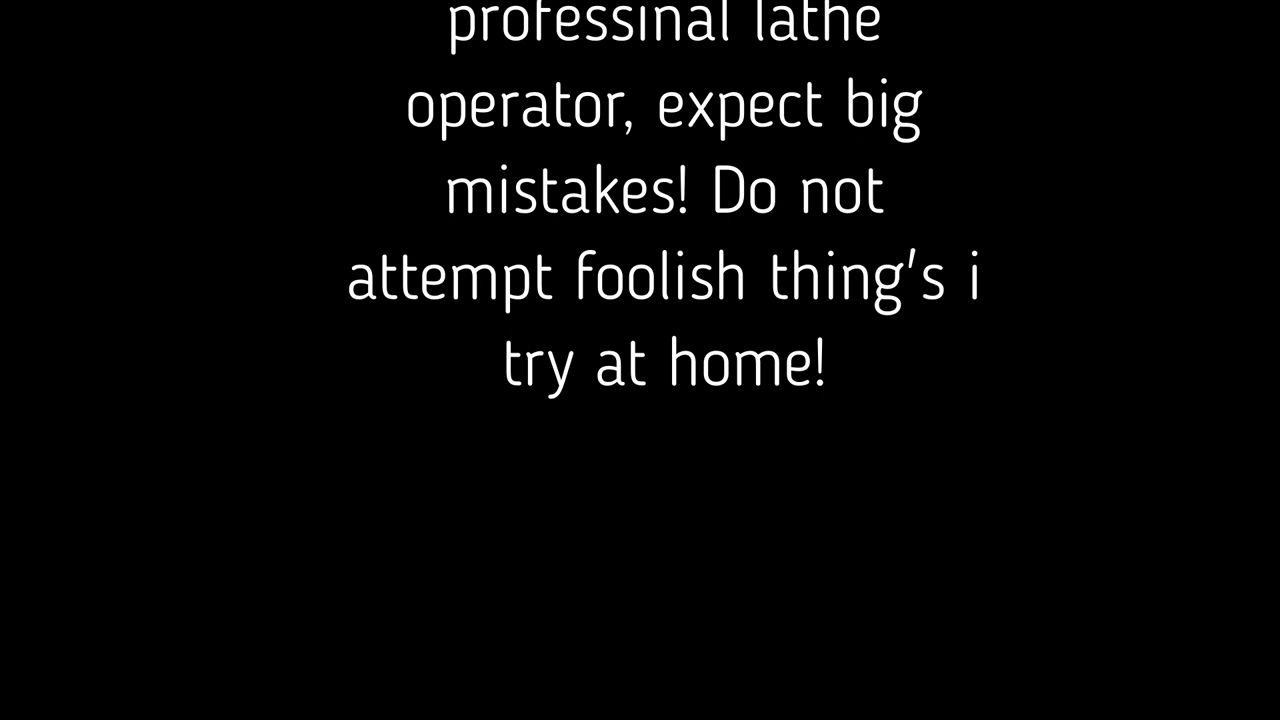 professinal lathe
operator, expect big
mistakes! Do not
attempt foolish thing's i
try at home!